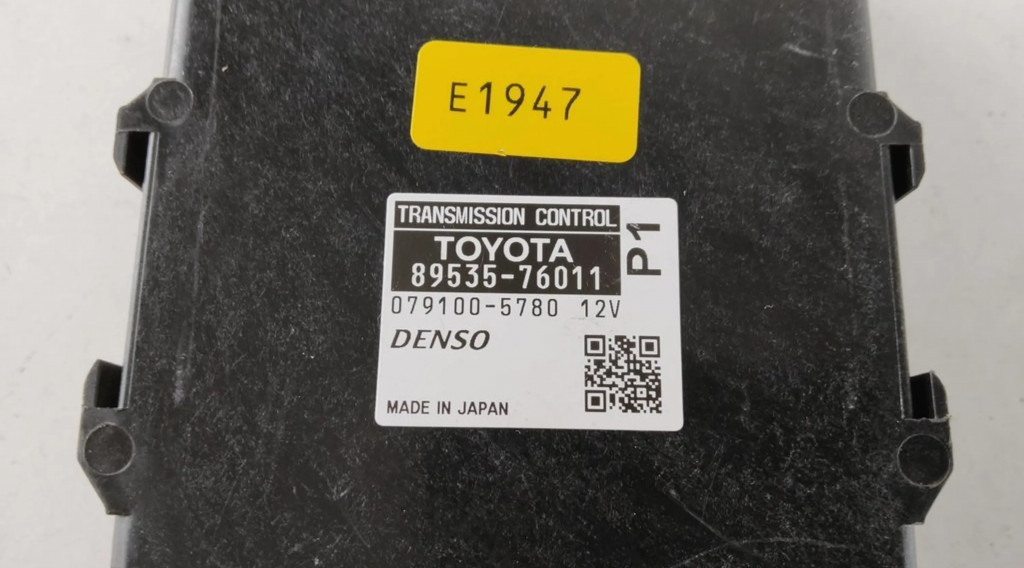 E1947
TRANSMISSION CONTROL
TOYOTA
89535-76011
P1
079100-5780 12V
DENSO
MADE IN JAPAN